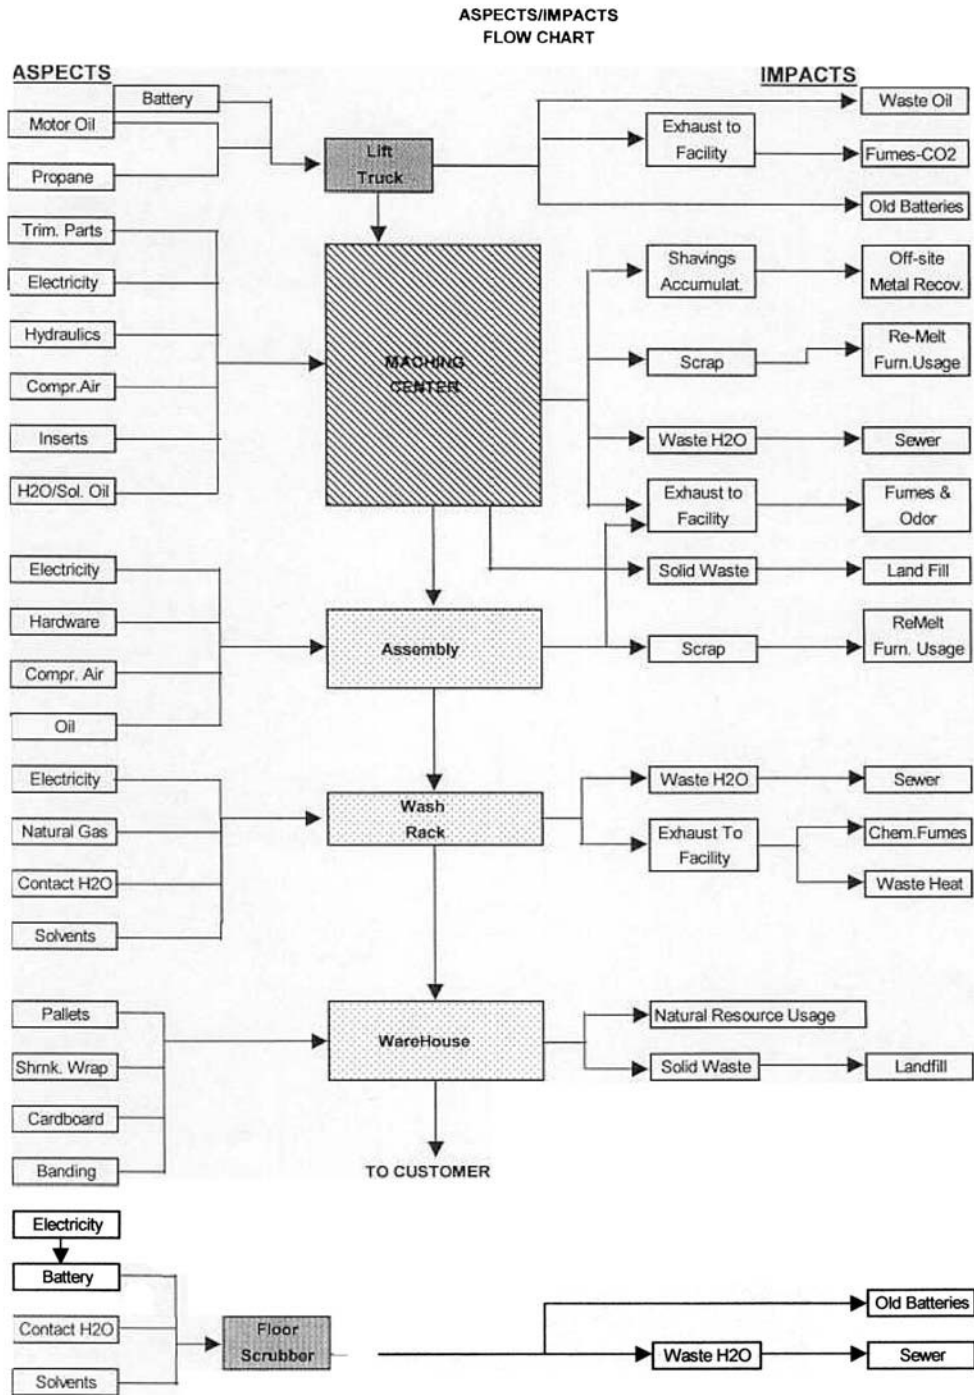 ASPECTS/IMPACTS
FLOW CHART
ASPECTS
IMPACTS
Battery
Motor Oil
Propane
Lift
Truck
Exhaust to
Facility
Waste Oil
Fumes-CO2
Old Batteries
Trim. Parts
Electricity
Hydraulics
Compr.Air
Inserts
H2O/Sol. Oil
MACHING
CENTER
Shavings
Accumulat.
Off-site
Metal Recov.
Scrap
Re-Melt
Furn.Usage
Waste H2O
Sewer
Exhaust to
Facility
Fumes &
Odor
Solid Waste
Land Fill
Electricity
Hardware
Compr. Air
Oil
Assembly
Scrap
ReMelt
Furn. Usage
Electricity
Natural Gas
Contact H2O
Solvents
Wash
Rack
Waste H2O
Sewer
Exhaust To
Facility
Chem.Fumes
Waste Heat
Pallets
Shrnk. Wrap
Cardboard
Banding
WareHouse
Natural Resource Usage
Solid Waste
Landfill
TO CUSTOMER
Electricity
Battery
Contact H2O
Solvents
Floor
Scrubber
Old Batteries
Waste H2O
Sewer